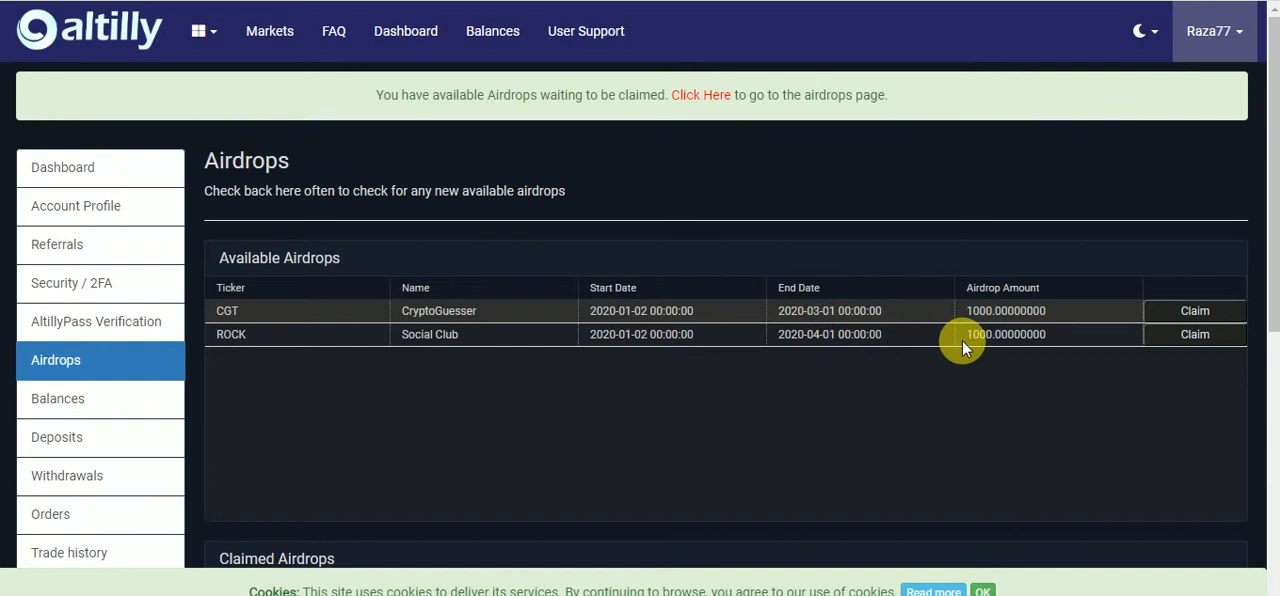 altilly
Markets FAQ Dashboard Balances User Support Raza77
You have available Airdrops waiting to be claimed. Click Here to go to the airdrops page.
Dashboard
Account Profile
Referrals
Security / 2FA
AltillyPass Verification
Airdrops
Balances
Deposits
Withdrawals
Orders
Trade history
Airdrops
Check back here often to check for any new available airdrops
Available Airdrops
Ticker Name Start Date End Date Airdrop Amount
CGT CryptoGuesser 2020-01-02 00:00:00 2020-03-01 00:00:00 1000.00000000 Claim
ROCK Social Club 2020-01-02 00:00:00 2020-04-01 00:00:00 1000.00000000 Claim
Claimed Airdrops
Cookies: This site uses cookies to deliver its services. By continuing to browse, you agree to our use of cookies. Read more OK